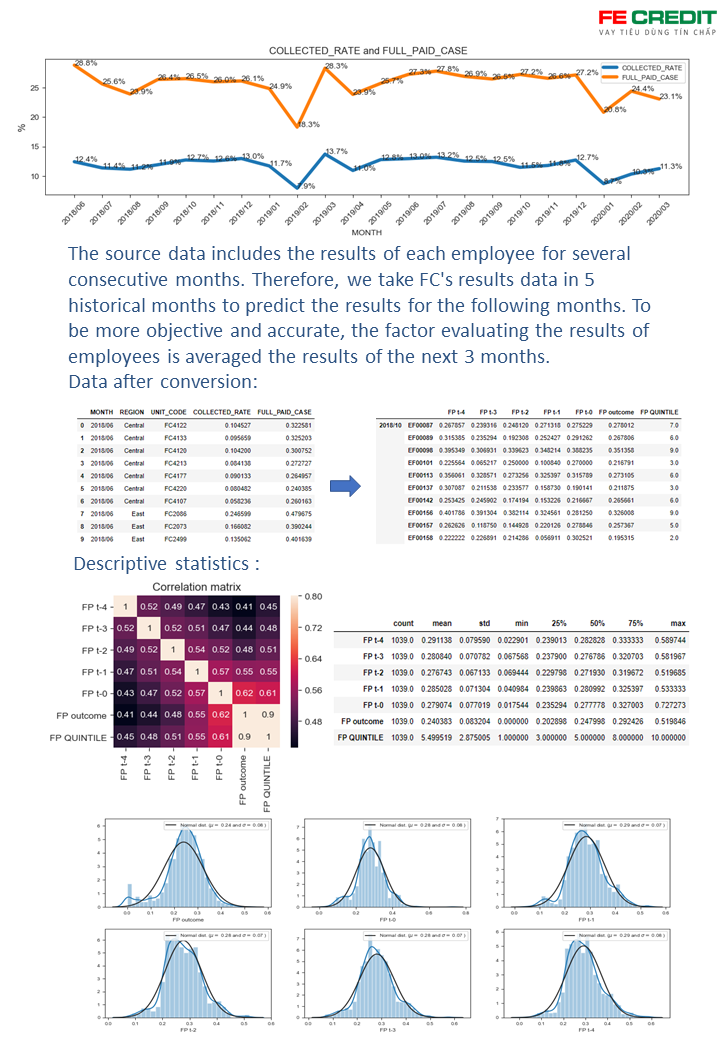 FE CREDIT
VAY TIÊU DÙNG TÍN CHẤP
COLLECTED_RATE and FULL_PAID_CASE
COLLECTED_RATE
FULL_PAID_CASE
28.8% 25.6% 23.9% 26.4% 26.5% 26.0% 26.1% 24.9% 18.3% 28.3% 23.9% 25.7% 27.3% 27.8% 26.9% 26.5% 27.2% 26.6% 27.2% 20.8% 24.4% 23.1%
12.4% 11.4% 11.2% 11.9% 12.7% 12.6% 13.0% 11.7% 7.9% 13.7% 11.0% 12.8% 13.0% 13.2% 12.5% 12.5% 11.5% 11.8% 12.7% 8.7% 10.3% 11.3%
25
20
15
10
%
2018/06 2018/07 2018/08 2018/09 2018/10 2018/11 2018/12 2019/01 2019/02 2019/03 2019/04 2019/05 2019/06 2019/07 2019/08 2019/09 2019/10 2019/11 2019/12 2020/01 2020/02 2020/03
MONTH
The source data includes the results of each employee for several
consecutive months. Therefore, we take FC's results data in 5
historical months to predict the results for the following months. To
be more objective and accurate, the factor evaluating the results of
employees is averaged the results of the next 3 months.
Data after conversion:
MONTH REGION UNIT_CODE COLLECTED_RATE FULL_PAID_CASE
0 2018/06 Central FC4122 0.104527 0.322581
1 2018/06 Central FC4133 0.095659 0.325203
2 2018/06 Central FC4120 0.104200 0.300752
3 2018/06 Central FC4213 0.084138 0.272727
4 2018/06 Central FC4177 0.090133 0.264957
5 2018/06 Central FC4220 0.080482 0.240385
6 2018/06 Central FC4107 0.058236 0.260163
7 2018/06 East FC2086 0.246599 0.479675
8 2018/06 East FC2073 0.166082 0.390244
9 2018/06 East FC2499 0.135062 0.401639
FP t-4 FP t-3 FP t-2 FP t-1 FP t-0 FP outcome FP QUINTILE
2018/10 EF00087 0.267857 0.239316 0.248120 0.271318 0.275229 0.278012 7.0
EF00089 0.315385 0.235294 0.192308 0.252427 0.291262 0.267806 6.0
EF00098 0.395349 0.306931 0.339623 0.348214 0.388235 0.351358 9.0
EF00101 0.225564 0.065217 0.250000 0.100840 0.270000 0.216791 3.0
EF00113 0.356061 0.328571 0.273256 0.325397 0.315789 0.273105 6.0
EF00137 0.307087 0.211538 0.233577 0.158730 0.190141 0.211875 3.0
EF00142 0.253425 0.245902 0.174194 0.153226 0.216667 0.265661 6.0
EF00156 0.401786 0.391304 0.382114 0.324561 0.281250 0.326008 9.0
EF00157 0.262626 0.118750 0.144928 0.220126 0.278846 0.257367 5.0
EF00158 0.222222 0.226891 0.214286 0.056911 0.302521 0.195315 2.0
Descriptive statistics :
Correlation matrix
FP t-4 1 0.52 0.49 0.47 0.43 0.41 0.45
FP t-3 0.52 1 0.52 0.51 0.47 0.44 0.48
FP t-2 0.49 0.52 1 0.54 0.52 0.48 0.51
FP t-1 0.47 0.51 0.54 1 0.57 0.55 0.55
FP t-0 0.43 0.47 0.52 0.57 1 0.62 0.61
FP outcome 0.41 0.44 0.48 0.55 0.62 1 0.9
FP QUINTILE 0.45 0.48 0.51 0.55 0.61 0.9 1
FP t-4 FP t-3 FP t-2 FP t-1 FP t-0 FP outcome FP QUINTILE
0.80
0.72
0.64
0.56
0.48
count mean std min 25% 50% 75% max
FP t-4 1039.0 0.291138 0.079590 0.022901 0.239013 0.282828 0.333333 0.589744
FP t-3 1039.0 0.280840 0.070782 0.067568 0.237900 0.276786 0.320703 0.581967
FP t-2 1039.0 0.276743 0.067133 0.069444 0.229798 0.271381 0.319672 0.519685
FP t-1 1039.0 0.285028 0.071304 0.040984 0.239863 0.280992 0.325397 0.533333
FP t-0 1039.0 0.279074 0.077019 0.017544 0.235294 0.277778 0.327003 0.727273
FP outcome 1039.0 0.240383 0.083204 0.000000 0.202898 0.247998 0.292426 0.519846
FP QUINTILE 1039.0 5.499519 2.875005 1.000000 3.000000 5.000000 8.000000 10.000000
Normal dist. (μ = 0.24 and σ = 0.08 )
FP outcome
Normal dist. (μ = 0.28 and σ = 0.08 )
FP t-0
Normal dist. (μ = 0.29 and σ = 0.07 )
FP t-1
Normal dist. (μ = 0.28 and σ = 0.07 )
FP t-2
Normal dist. (μ = 0.28 and σ = 0.07 )
FP t-3
Normal dist. (μ = 0.29 and σ = 0.08 )
FP t-4